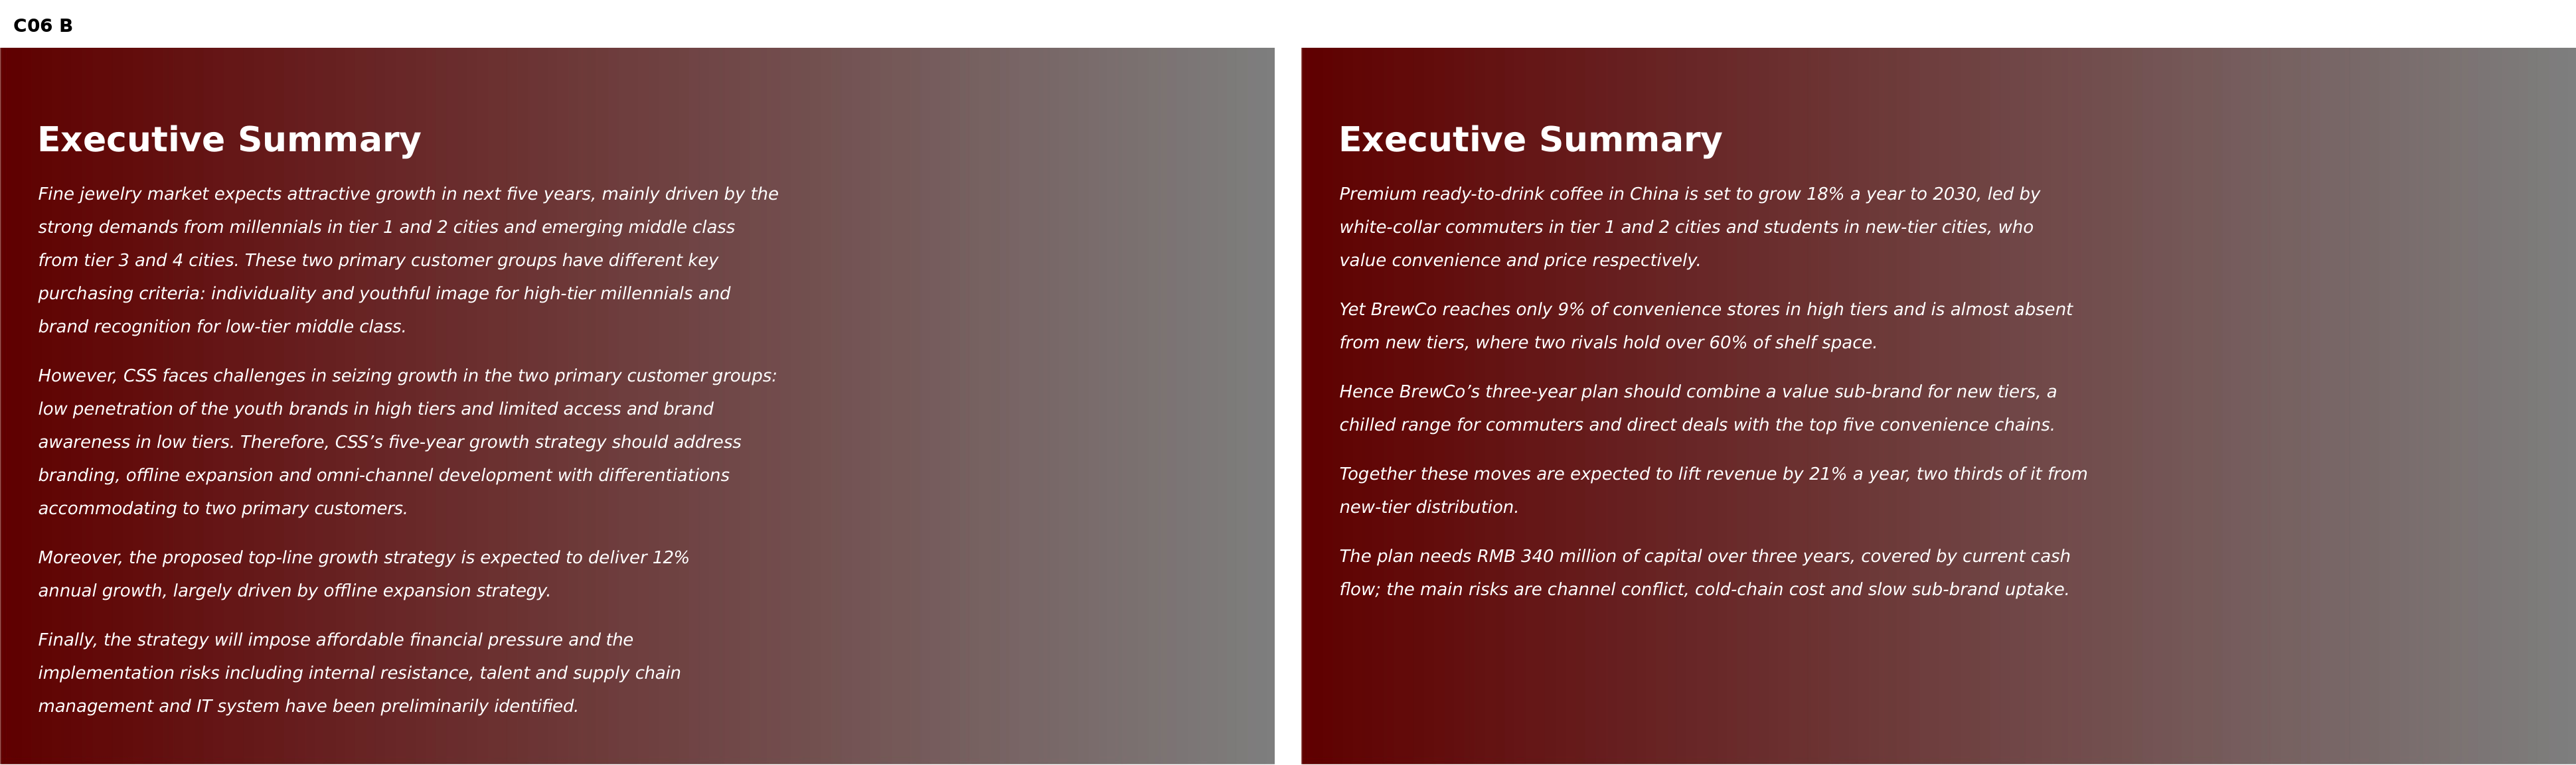 C06 B
Executive Summary
Fine jewelry market expects attractive growth in next five years, mainly driven by the
strong demands from millennials in tier 1 and 2 cities and emerging middle class
from tier 3 and 4 cities. These two primary customer groups have different key
purchasing criteria: individuality and youthful image for high-tier millennials and
brand recognition for low-tier middle class.
However, CSS faces challenges in seizing growth in the two primary customer groups:
low penetration of the youth brands in high tiers and limited access and brand
awareness in low tiers. Therefore, CSS’s five-year growth strategy should address
branding, offline expansion and omni-channel development with differentiations
accommodating to two primary customers.
Moreover, the proposed top-line growth strategy is expected to deliver 12%
annual growth, largely driven by offline expansion strategy.
Finally, the strategy will impose affordable financial pressure and the
implementation risks including internal resistance, talent and supply chain
management and IT system have been preliminarily identified.
Executive Summary
Premium ready-to-drink coffee in China is set to grow 18% a year to 2030, led by
white-collar commuters in tier 1 and 2 cities and students in new-tier cities, who
value convenience and price respectively.
Yet BrewCo reaches only 9% of convenience stores in high tiers and is almost absent
from new tiers, where two rivals hold over 60% of shelf space.
Hence BrewCo’s three-year plan should combine a value sub-brand for new tiers, a
chilled range for commuters and direct deals with the top five convenience chains.
Together these moves are expected to lift revenue by 21% a year, two thirds of it from
new-tier distribution.
The plan needs RMB 340 million of capital over three years, covered by current cash
flow; the main risks are channel conflict, cold-chain cost and slow sub-brand uptake.